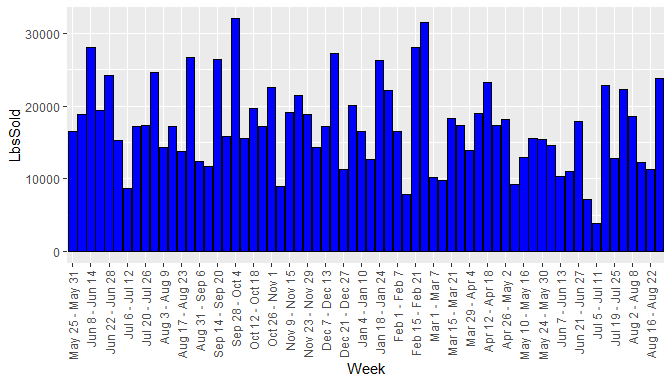 LbsSold
30000
20000
10000
0
May 25 - May 31
Jun 8 - Jun 14
Jun 22 - Jun 28
Jul 6 - Jul 12
Jul 20 - Jul 26
Aug 3 - Aug 9
Aug 17 - Aug 23
Aug 31 - Sep 6
Sep 14 - Sep 20
Sep 28 - Oct 4
Oct 12 - Oct 18
Oct 26 - Nov 1
Nov 9 - Nov 15
Nov 23 - Nov 29
Dec 7 - Dec 13
Dec 21 - Dec 27
Jan 4 - Jan 10
Jan 18 - Jan 24
Feb 1 - Feb 7
Feb 15 - Feb 21
Mar 1 - Mar 7
Mar 15 - Mar 21
Mar 29 - Apr 4
Apr 12 - Apr 18
Apr 26 - May 2
May 10 - May 16
May 24 - May 30
Jun 7 - Jun 13
Jun 21 - Jun 27
Jul 5 - Jul 11
Jul 19 - Jul 25
Aug 2 - Aug 8
Aug 16 - Aug 22
Week